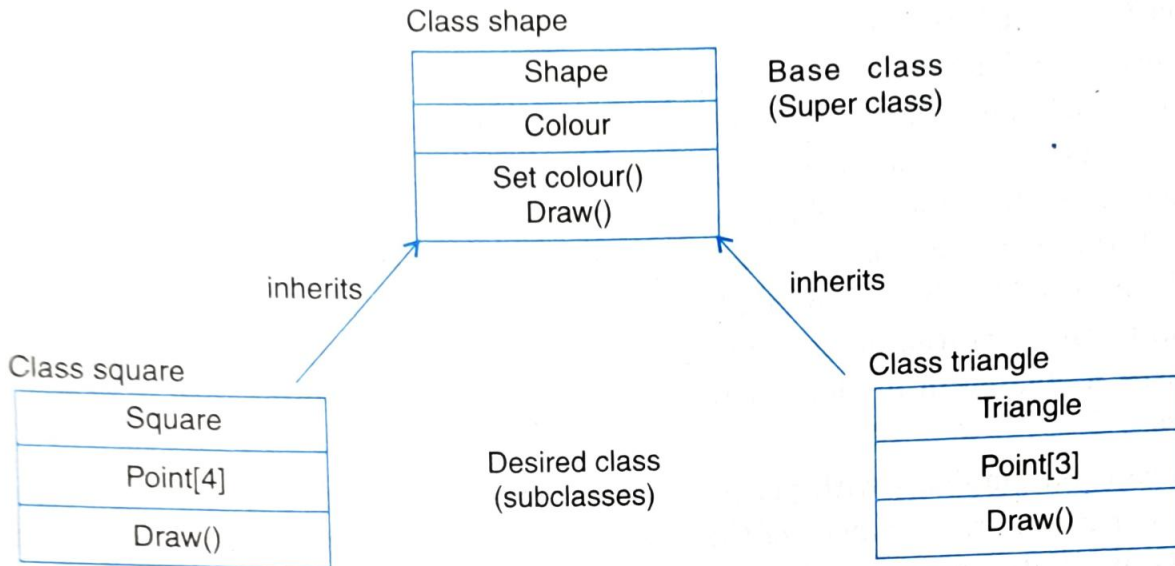 Class shape
Shape
Colour
Set colour()
Draw()
Base class
(Super class)
inherits
inherits
Class square
Square
Point[4]
Draw()
Desired class
(subclasses)
Class triangle
Triangle
Point[3]
Draw()